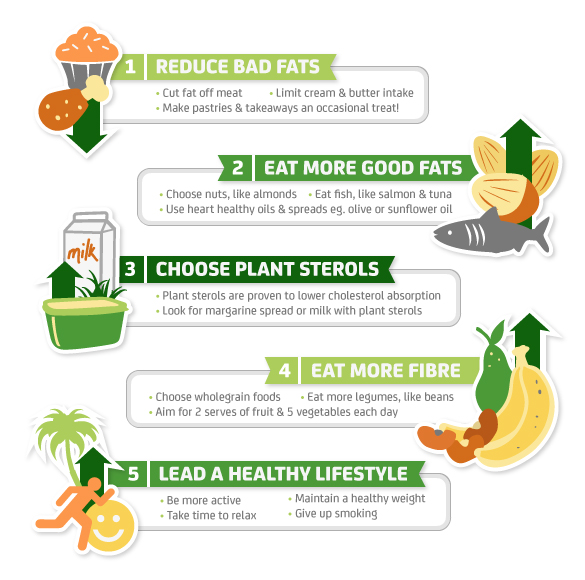 1 REDUCE BAD FATS
• Cut fat off meat • Limit cream & butter intake
• Make pastries & takeaways an occasional treat!
2 EAT MORE GOOD FATS
• Choose nuts, like almonds • Eat fish, like salmon & tuna
• Use heart healthy oils & spreads eg. olive or sunflower oil
milk
3 CHOOSE PLANT STEROLS
• Plant sterols are proven to lower cholesterol absorption
• Look for margarine spread or milk with plant sterols
4 EAT MORE FIBRE
• Choose wholegrain foods • Eat more legumes, like beans
• Aim for 2 serves of fruit & 5 vegetables each day
5 LEAD A HEALTHY LIFESTYLE
• Be more active • Maintain a healthy weight
• Take time to relax • Give up smoking